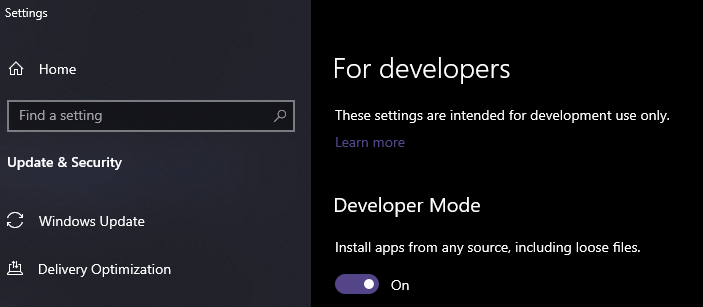 Settings
Home
Find a setting
Update & Security
Windows Update
Delivery Optimization
For developers
These settings are intended for development use only.
Learn more
Developer Mode
Install apps from any source, including loose files.
On